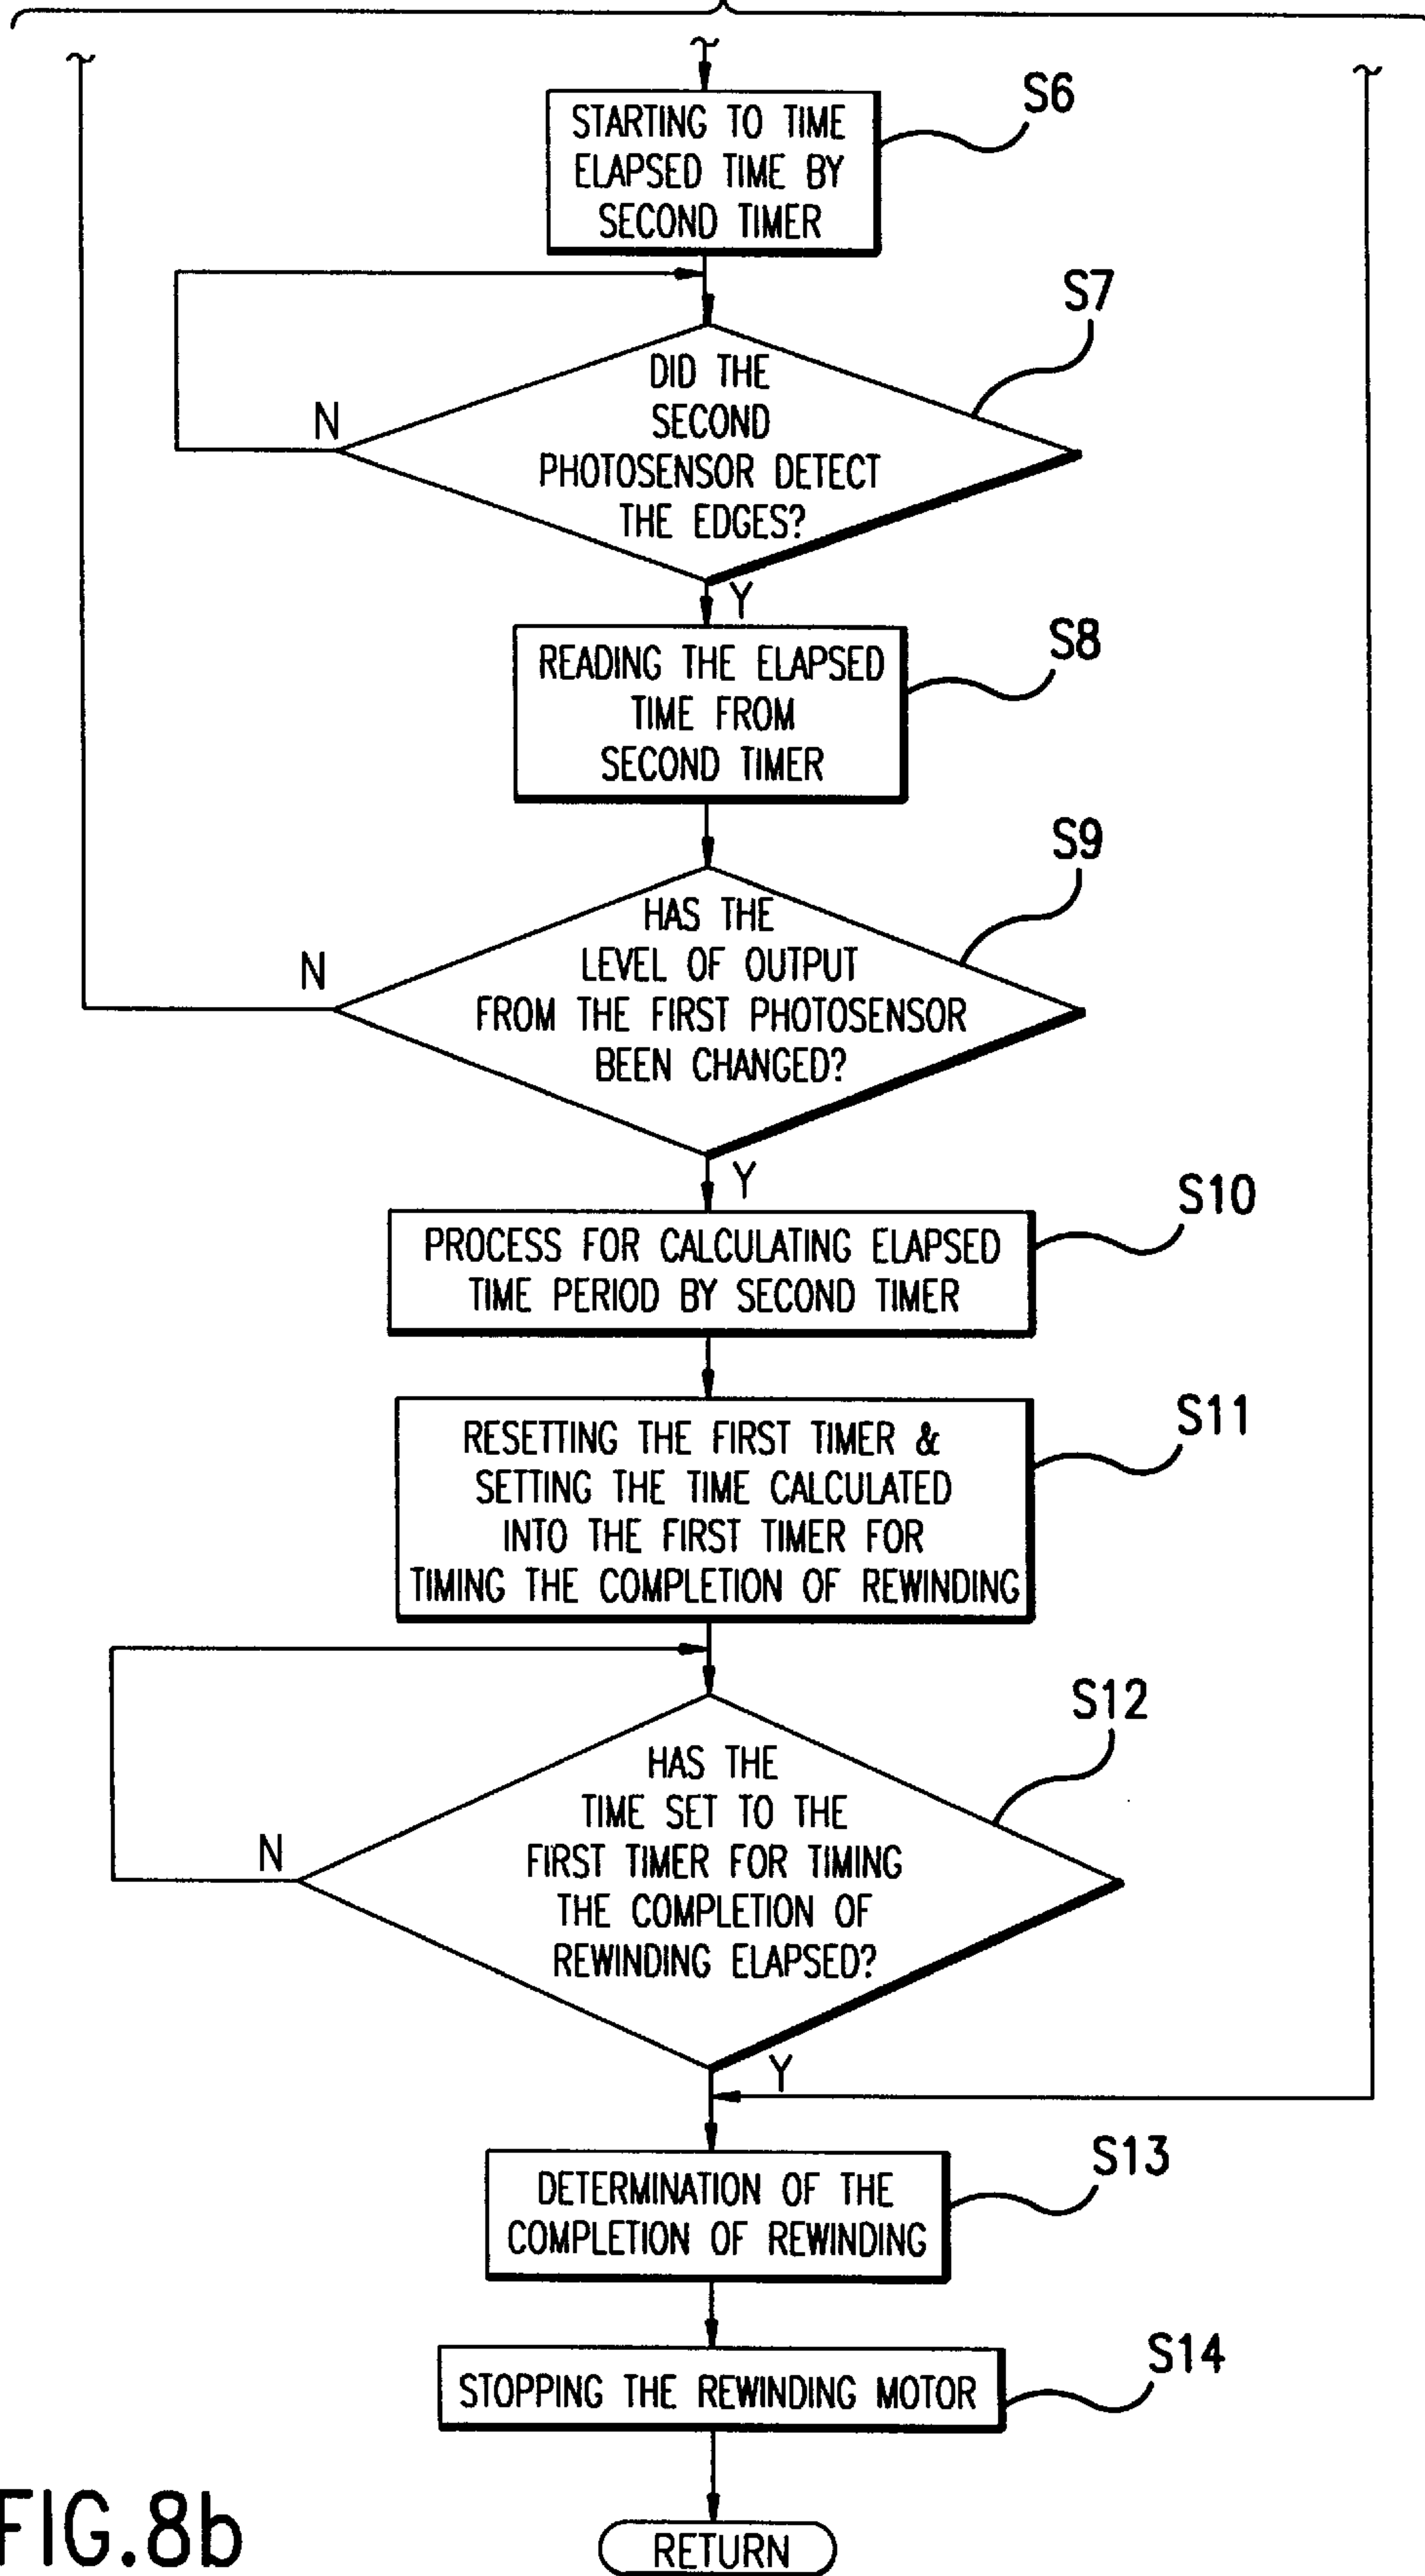 S6
STARTING TO TIME
ELAPSED TIME BY
SECOND TIMER
S7
DID THE
SECOND
PHOTOSENSOR DETECT
THE EDGES?
N
Y
S8
READING THE ELAPSED
TIME FROM
SECOND TIMER
S9
HAS THE
LEVEL OF OUTPUT
FROM THE FIRST PHOTOSENSOR
BEEN CHANGED?
N
Y
S10
PROCESS FOR CALCULATING ELAPSED
TIME PERIOD BY SECOND TIMER
S11
RESETTING THE FIRST TIMER &
SETTING THE TIME CALCULATED
INTO THE FIRST TIMER FOR
TIMING THE COMPLETION OF REWINDING
S12
HAS THE
TIME SET TO THE
FIRST TIMER FOR TIMING
THE COMPLETION OF
REWINDING ELAPSED?
N
Y
S13
DETERMINATION OF THE
COMPLETION OF REWINDING
S14
STOPPING THE REWINDING MOTOR
RETURN
FIG.8b